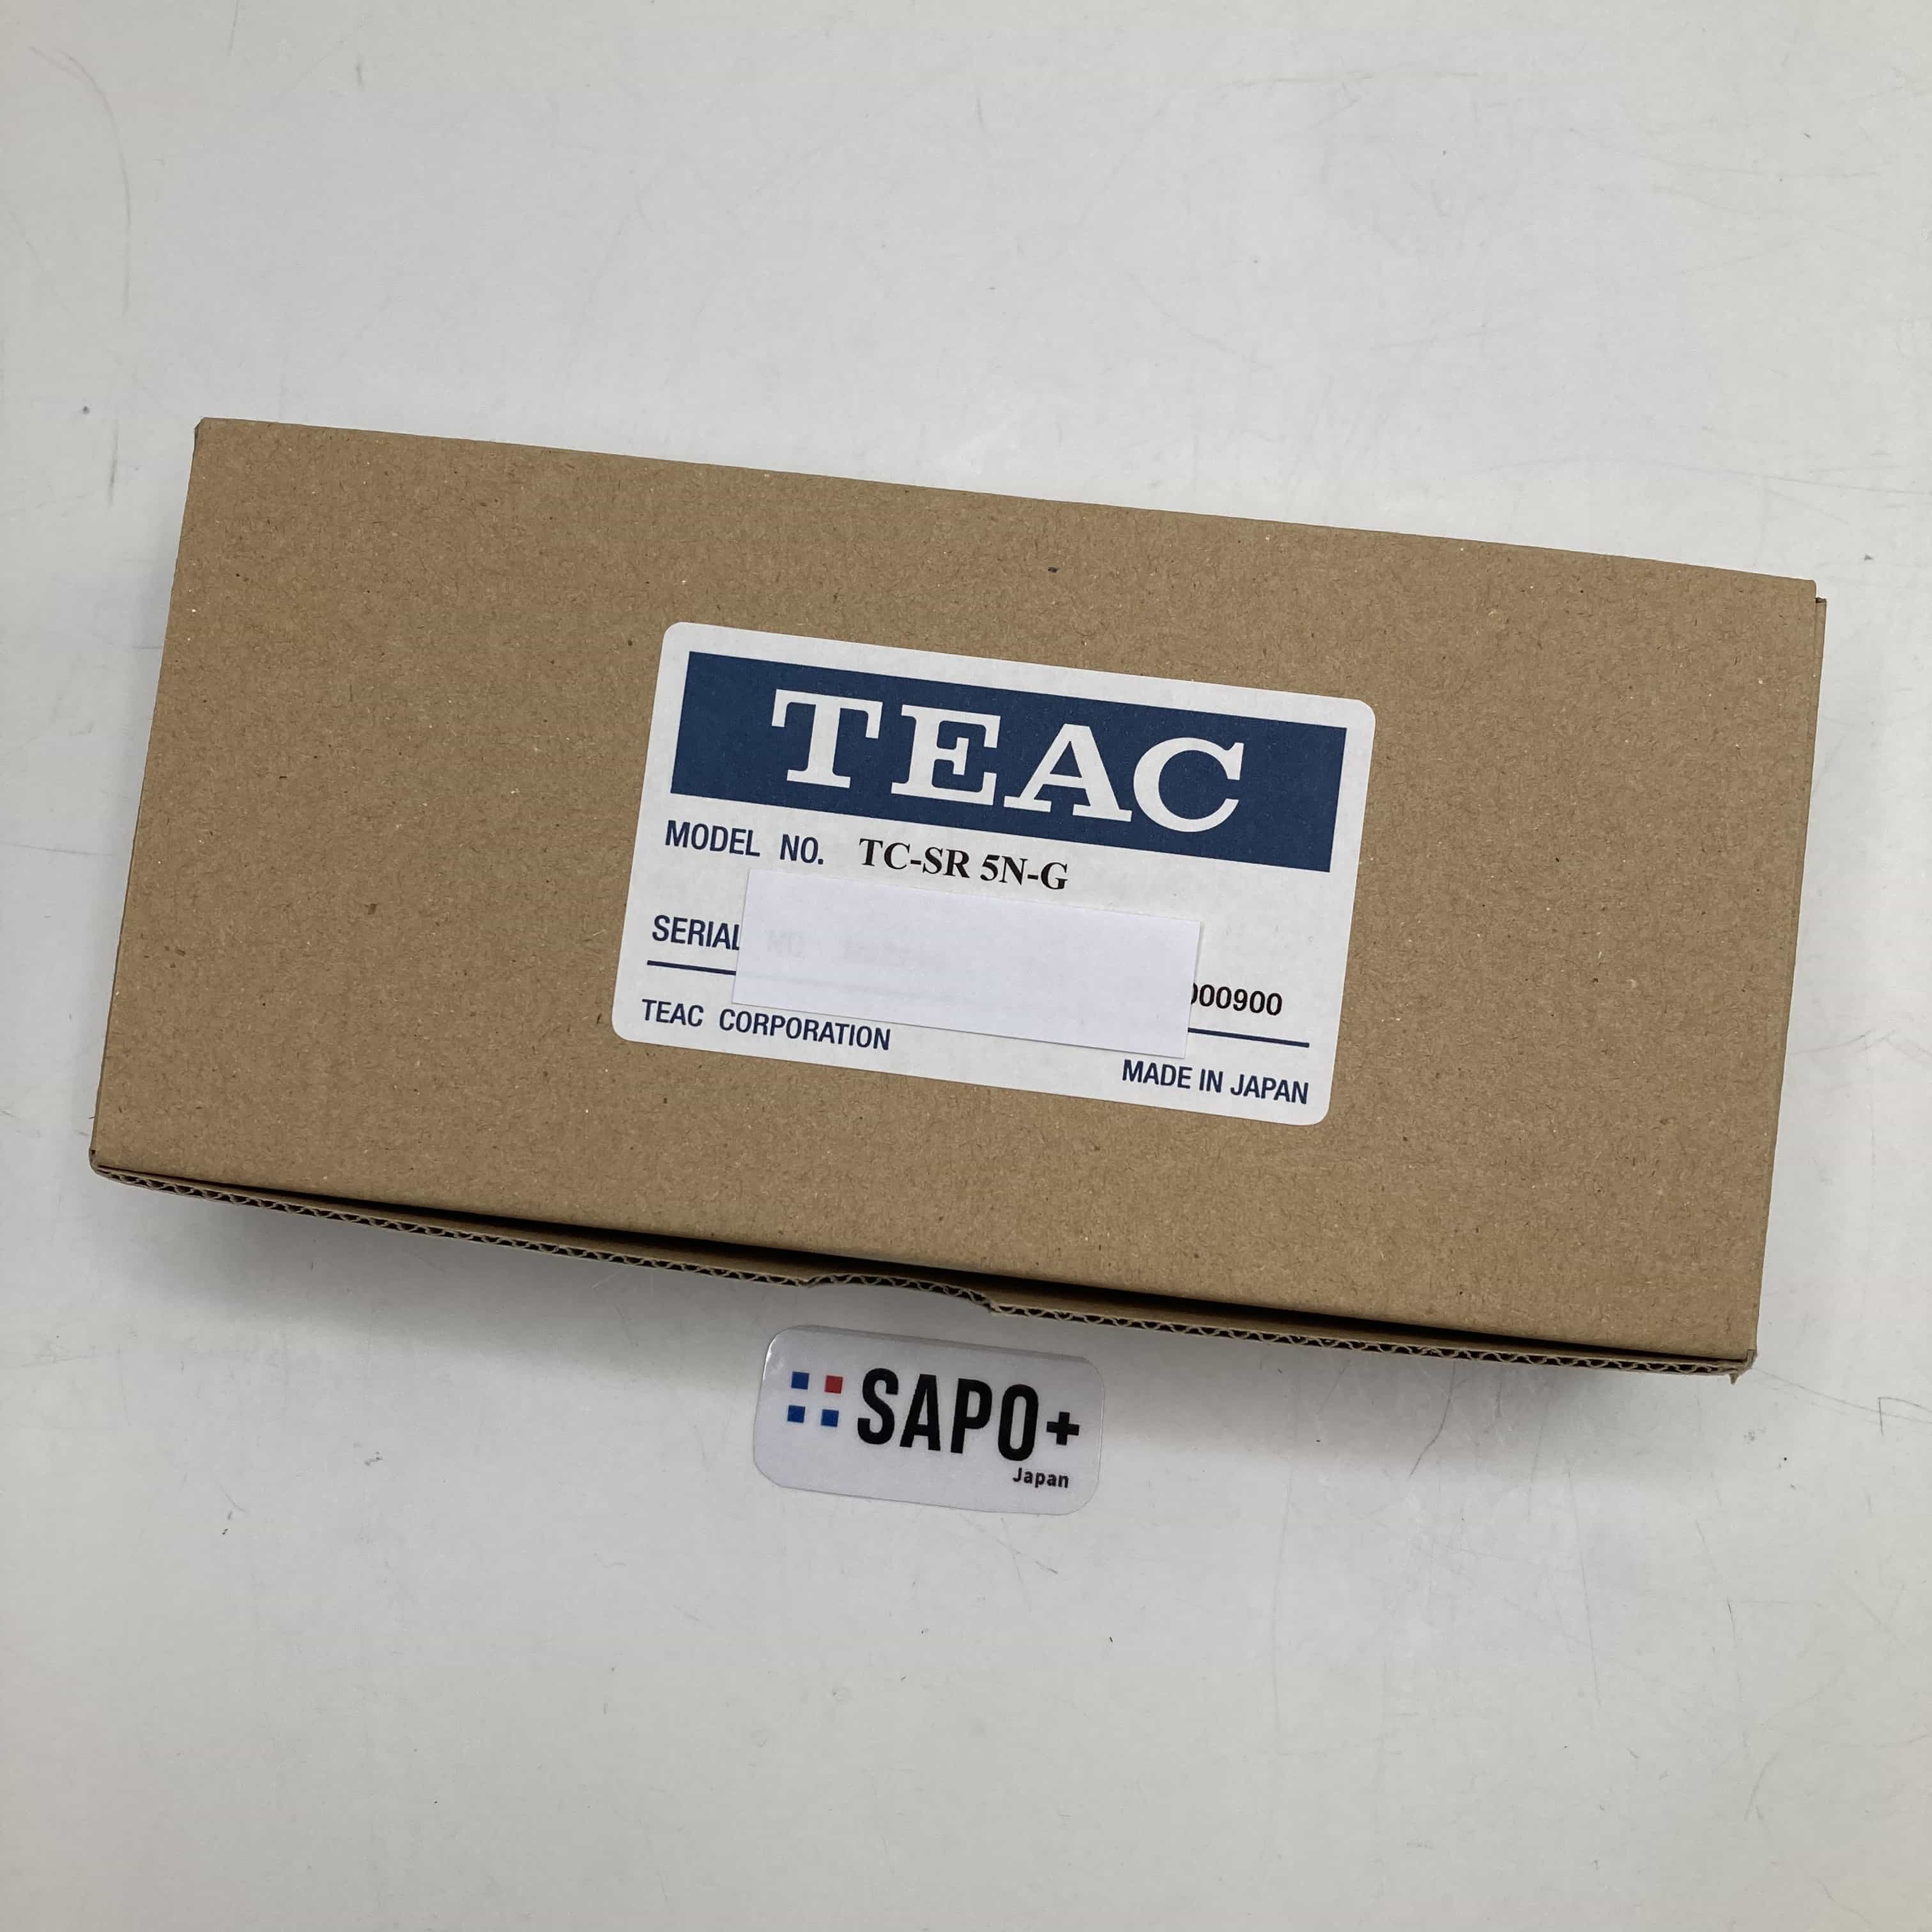 TEAC
MODEL NO. TC-SR 5N-G
SERIAL
000900
TEAC CORPORATION
MADE IN JAPAN
SAPO+
Japan